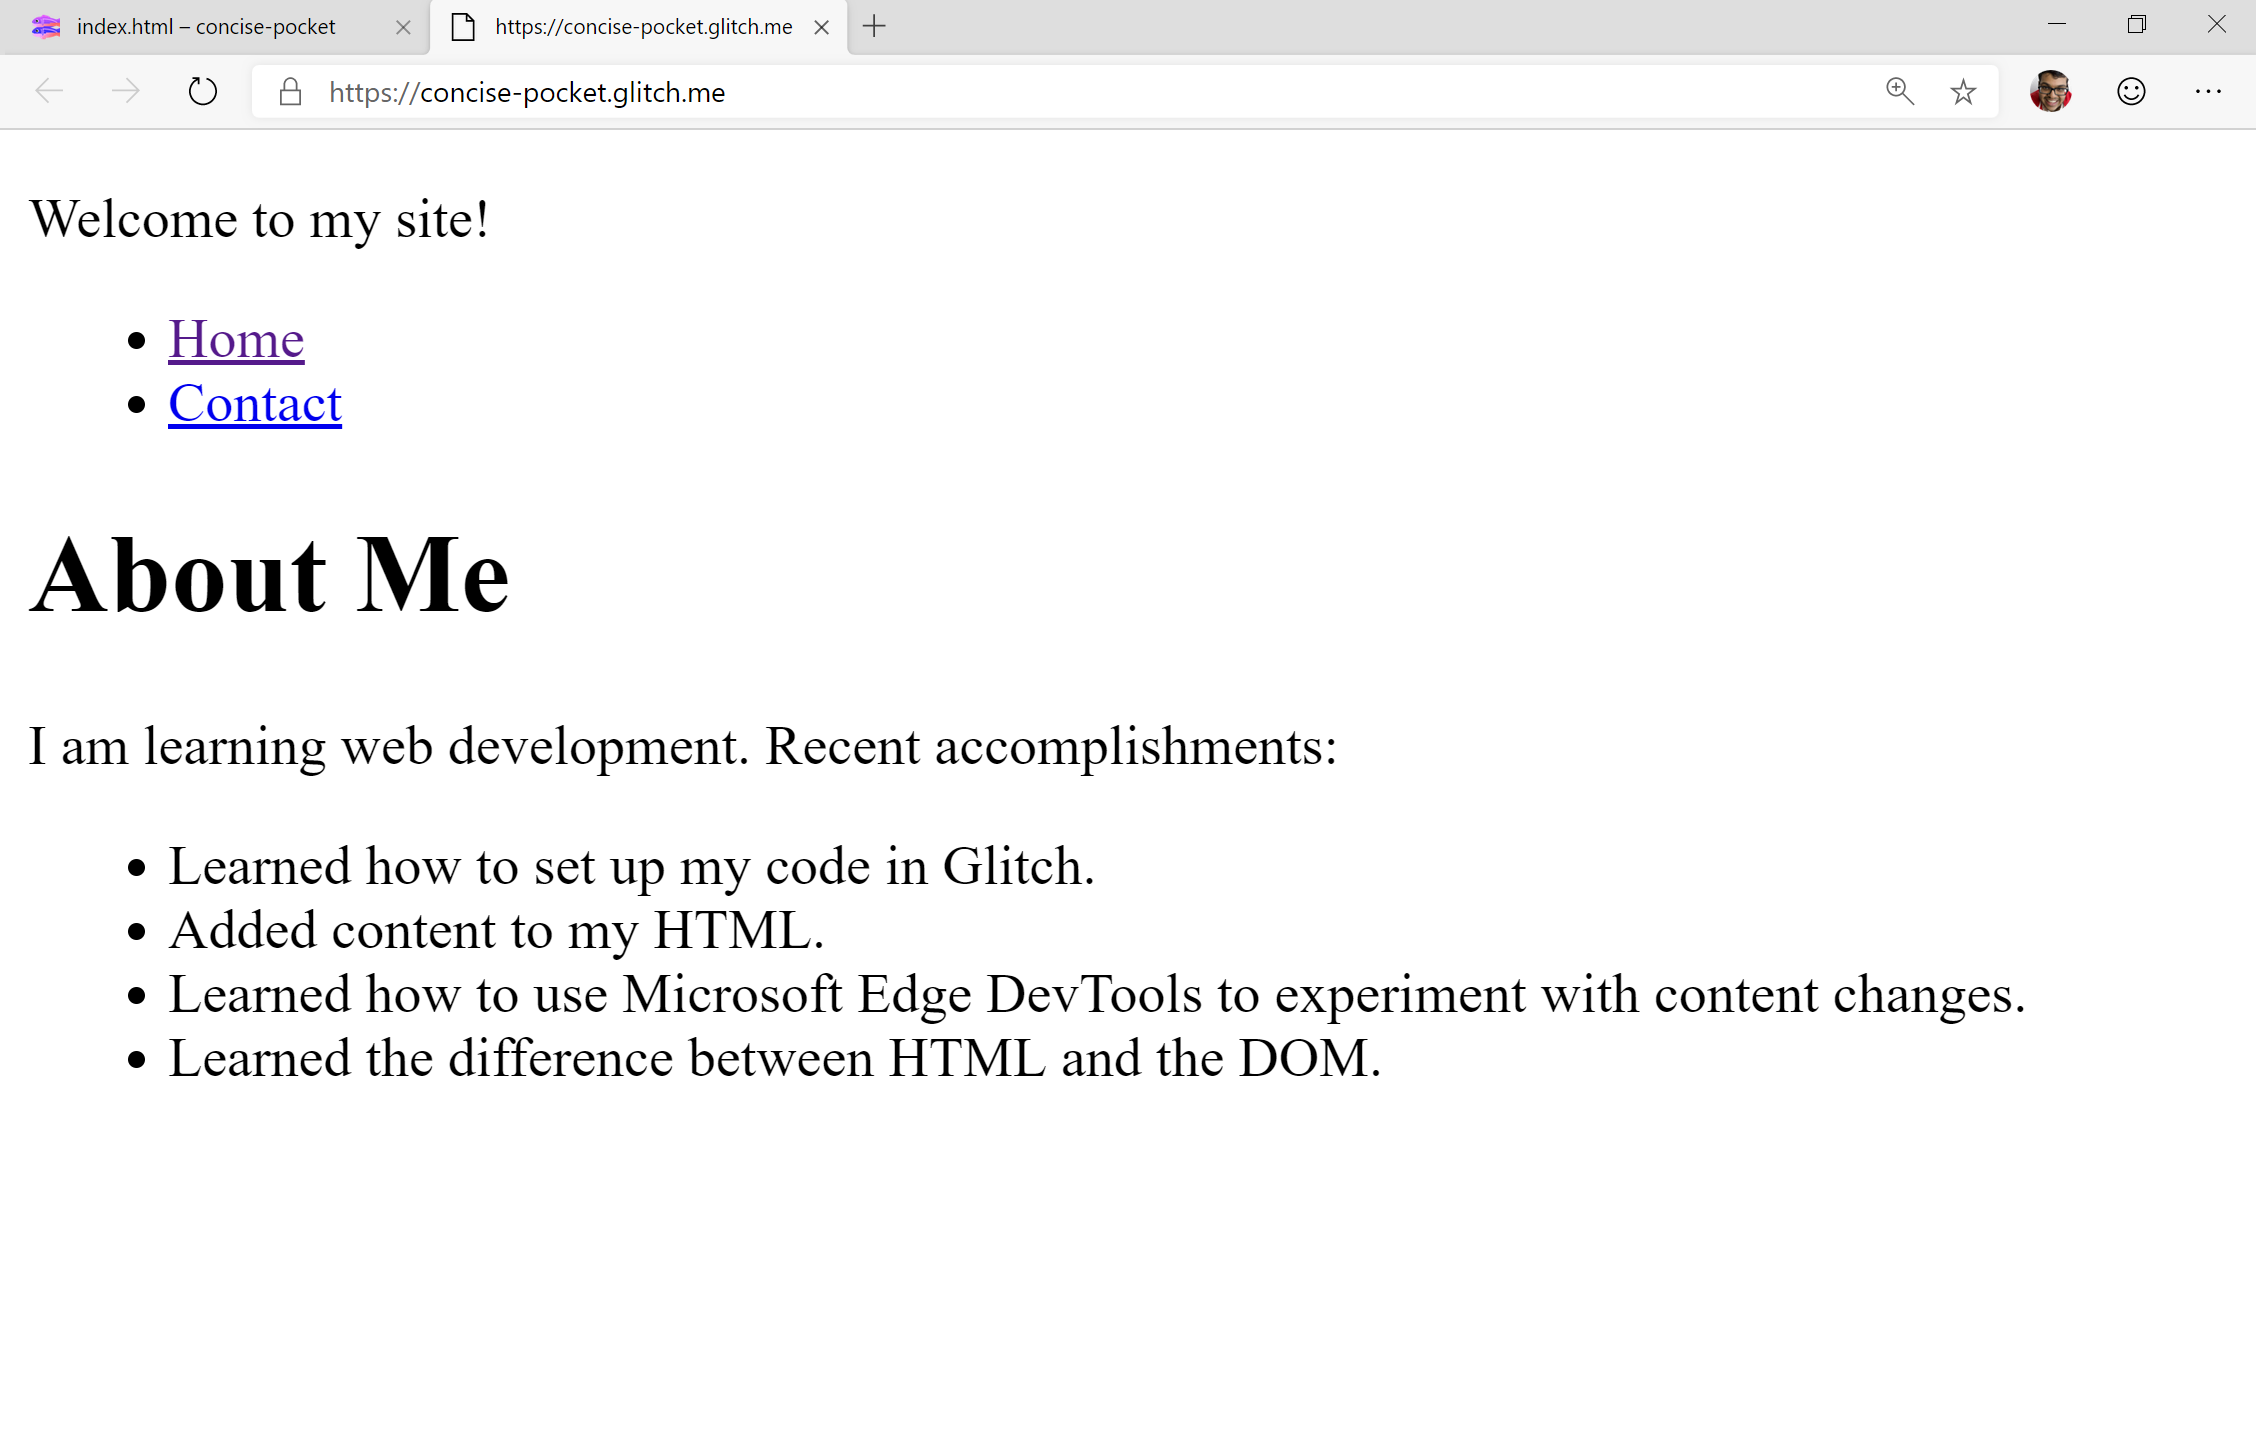 index.html – concise-pocket
https://concise-pocket.glitch.me
https://concise-pocket.glitch.me
Welcome to my site!
Home
Contact
About Me
I am learning web development. Recent accomplishments:
Learned how to set up my code in Glitch.
Added content to my HTML.
Learned how to use Microsoft Edge DevTools to experiment with content changes.
Learned the difference between HTML and the DOM.